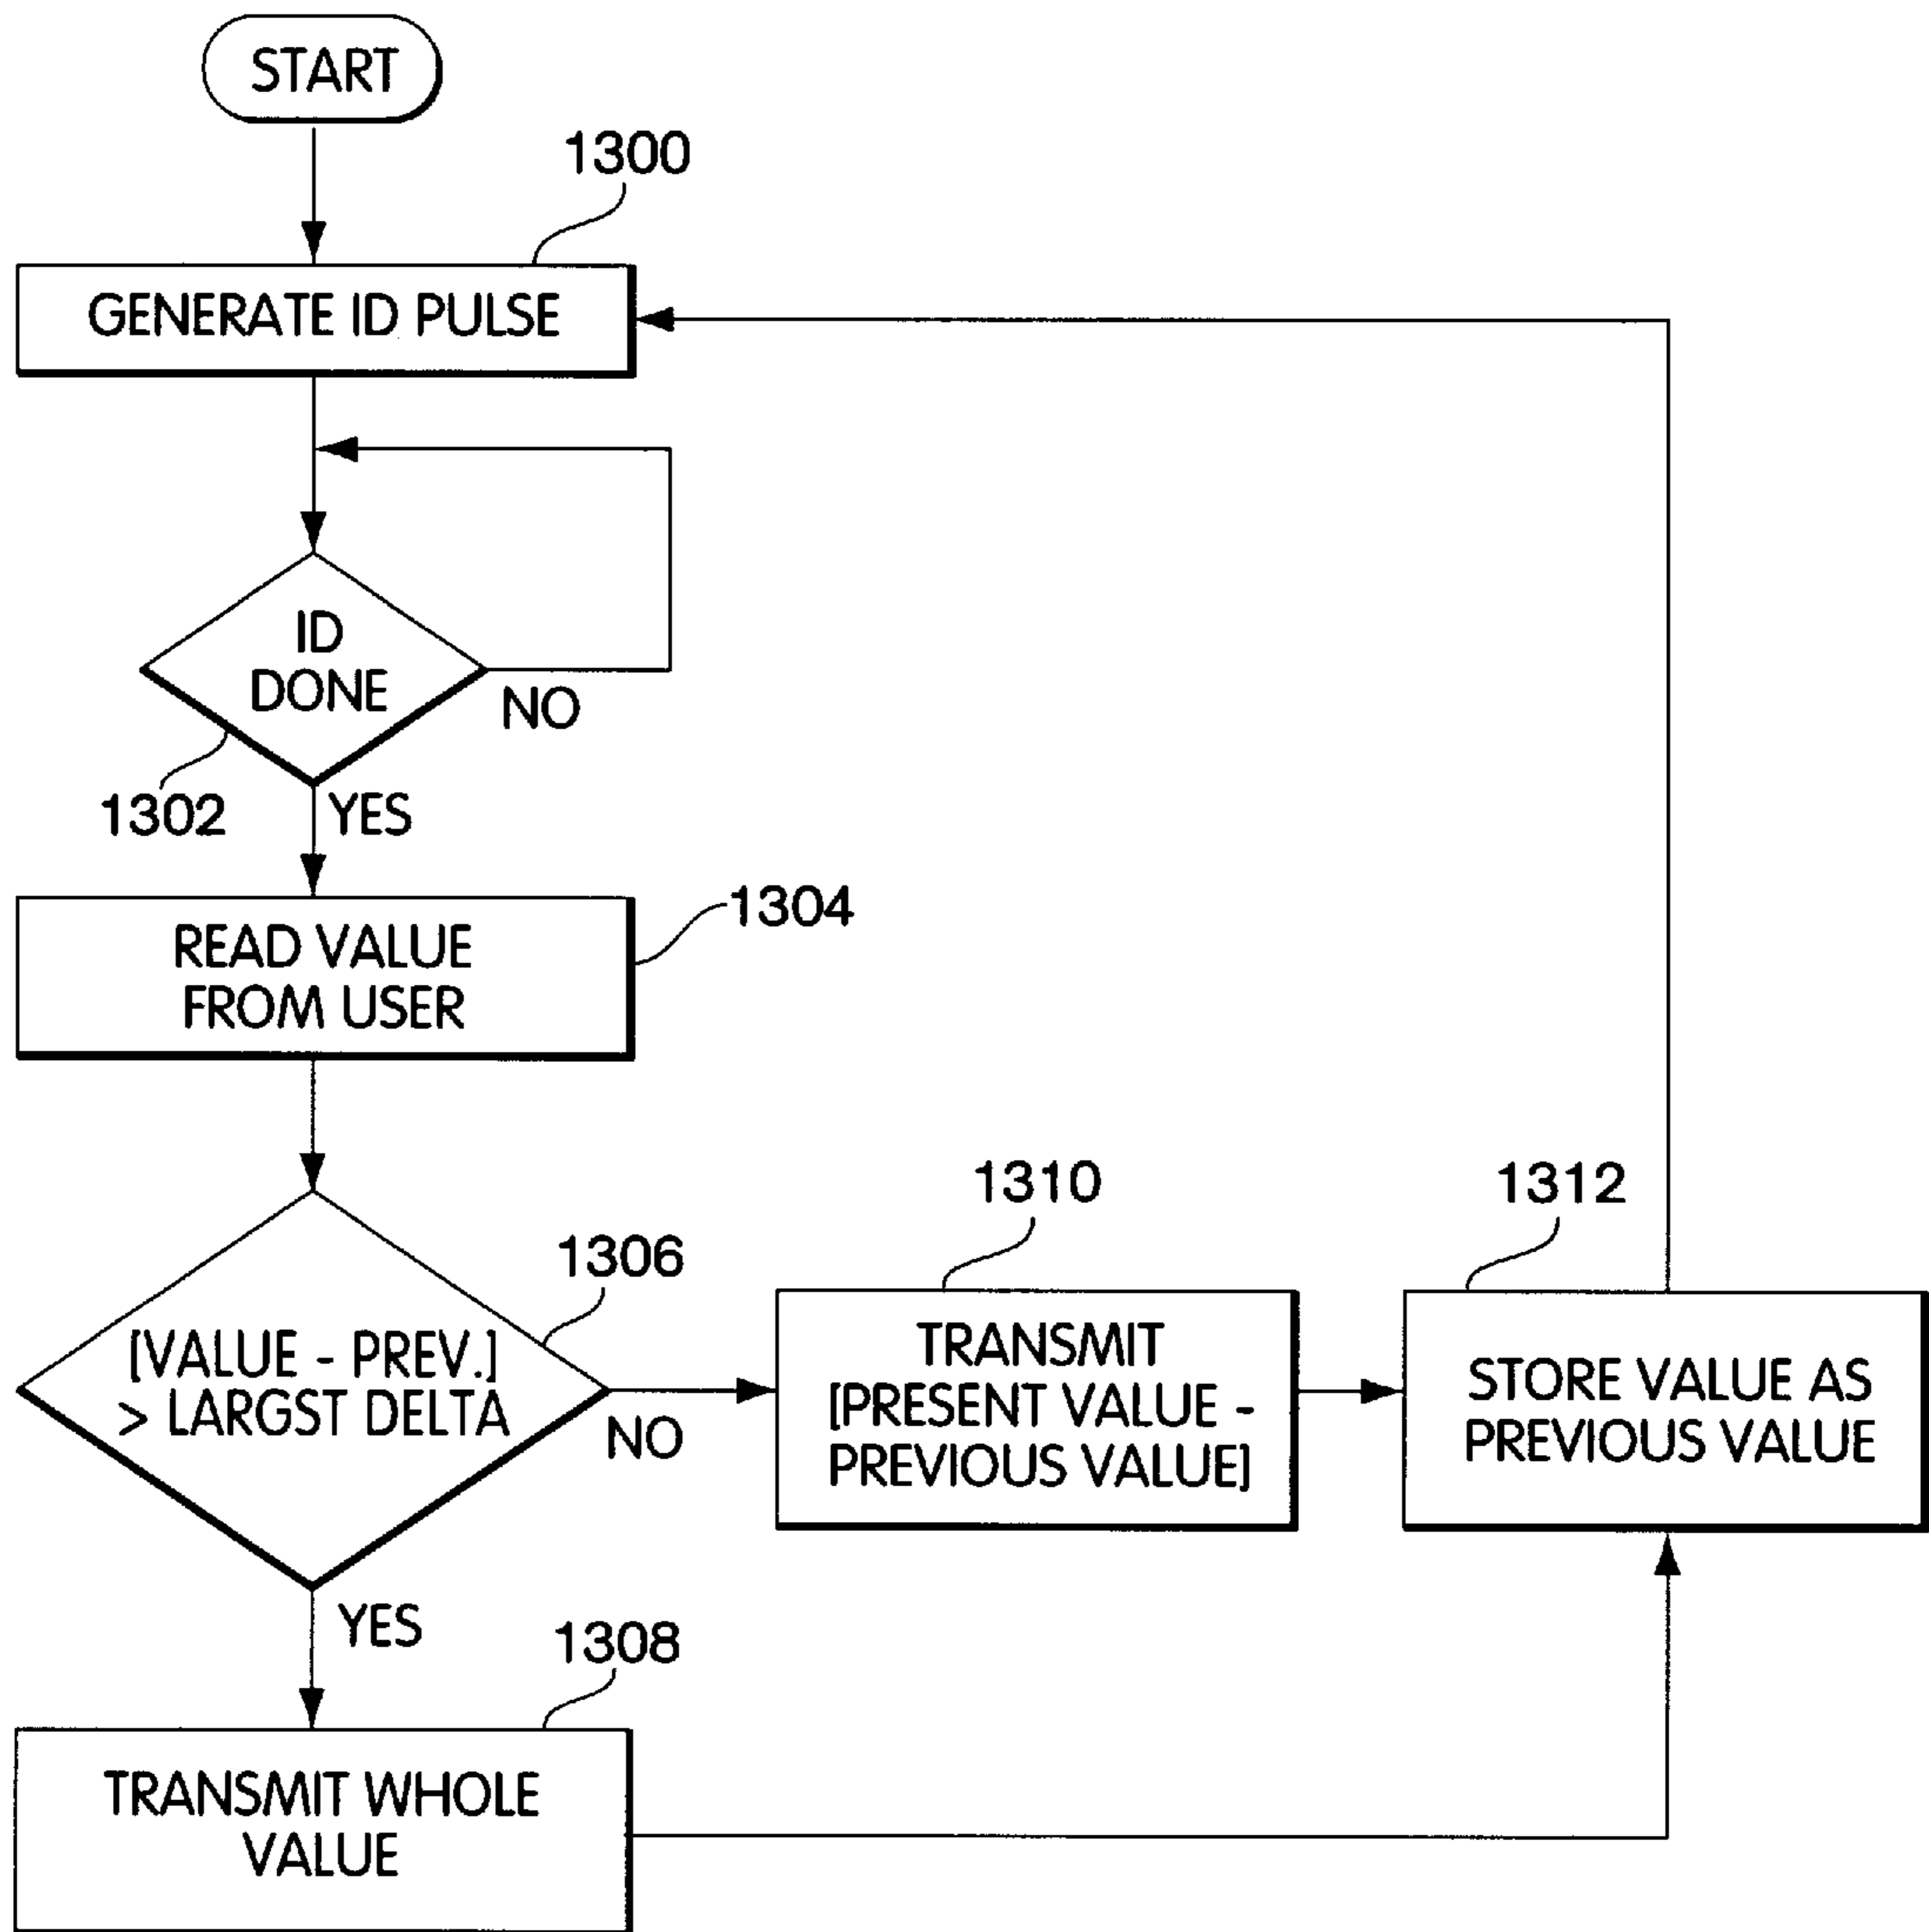 START
1300
GENERATE ID PULSE
ID
DONE
NO
1302
YES
1304
READ VALUE
FROM USER
1306
[VALUE - PREV.]
> LARGST DELTA
NO
1310
TRANSMIT
[PRESENT VALUE -
PREVIOUS VALUE]
1312
STORE VALUE AS
PREVIOUS VALUE
YES
1308
TRANSMIT WHOLE
VALUE